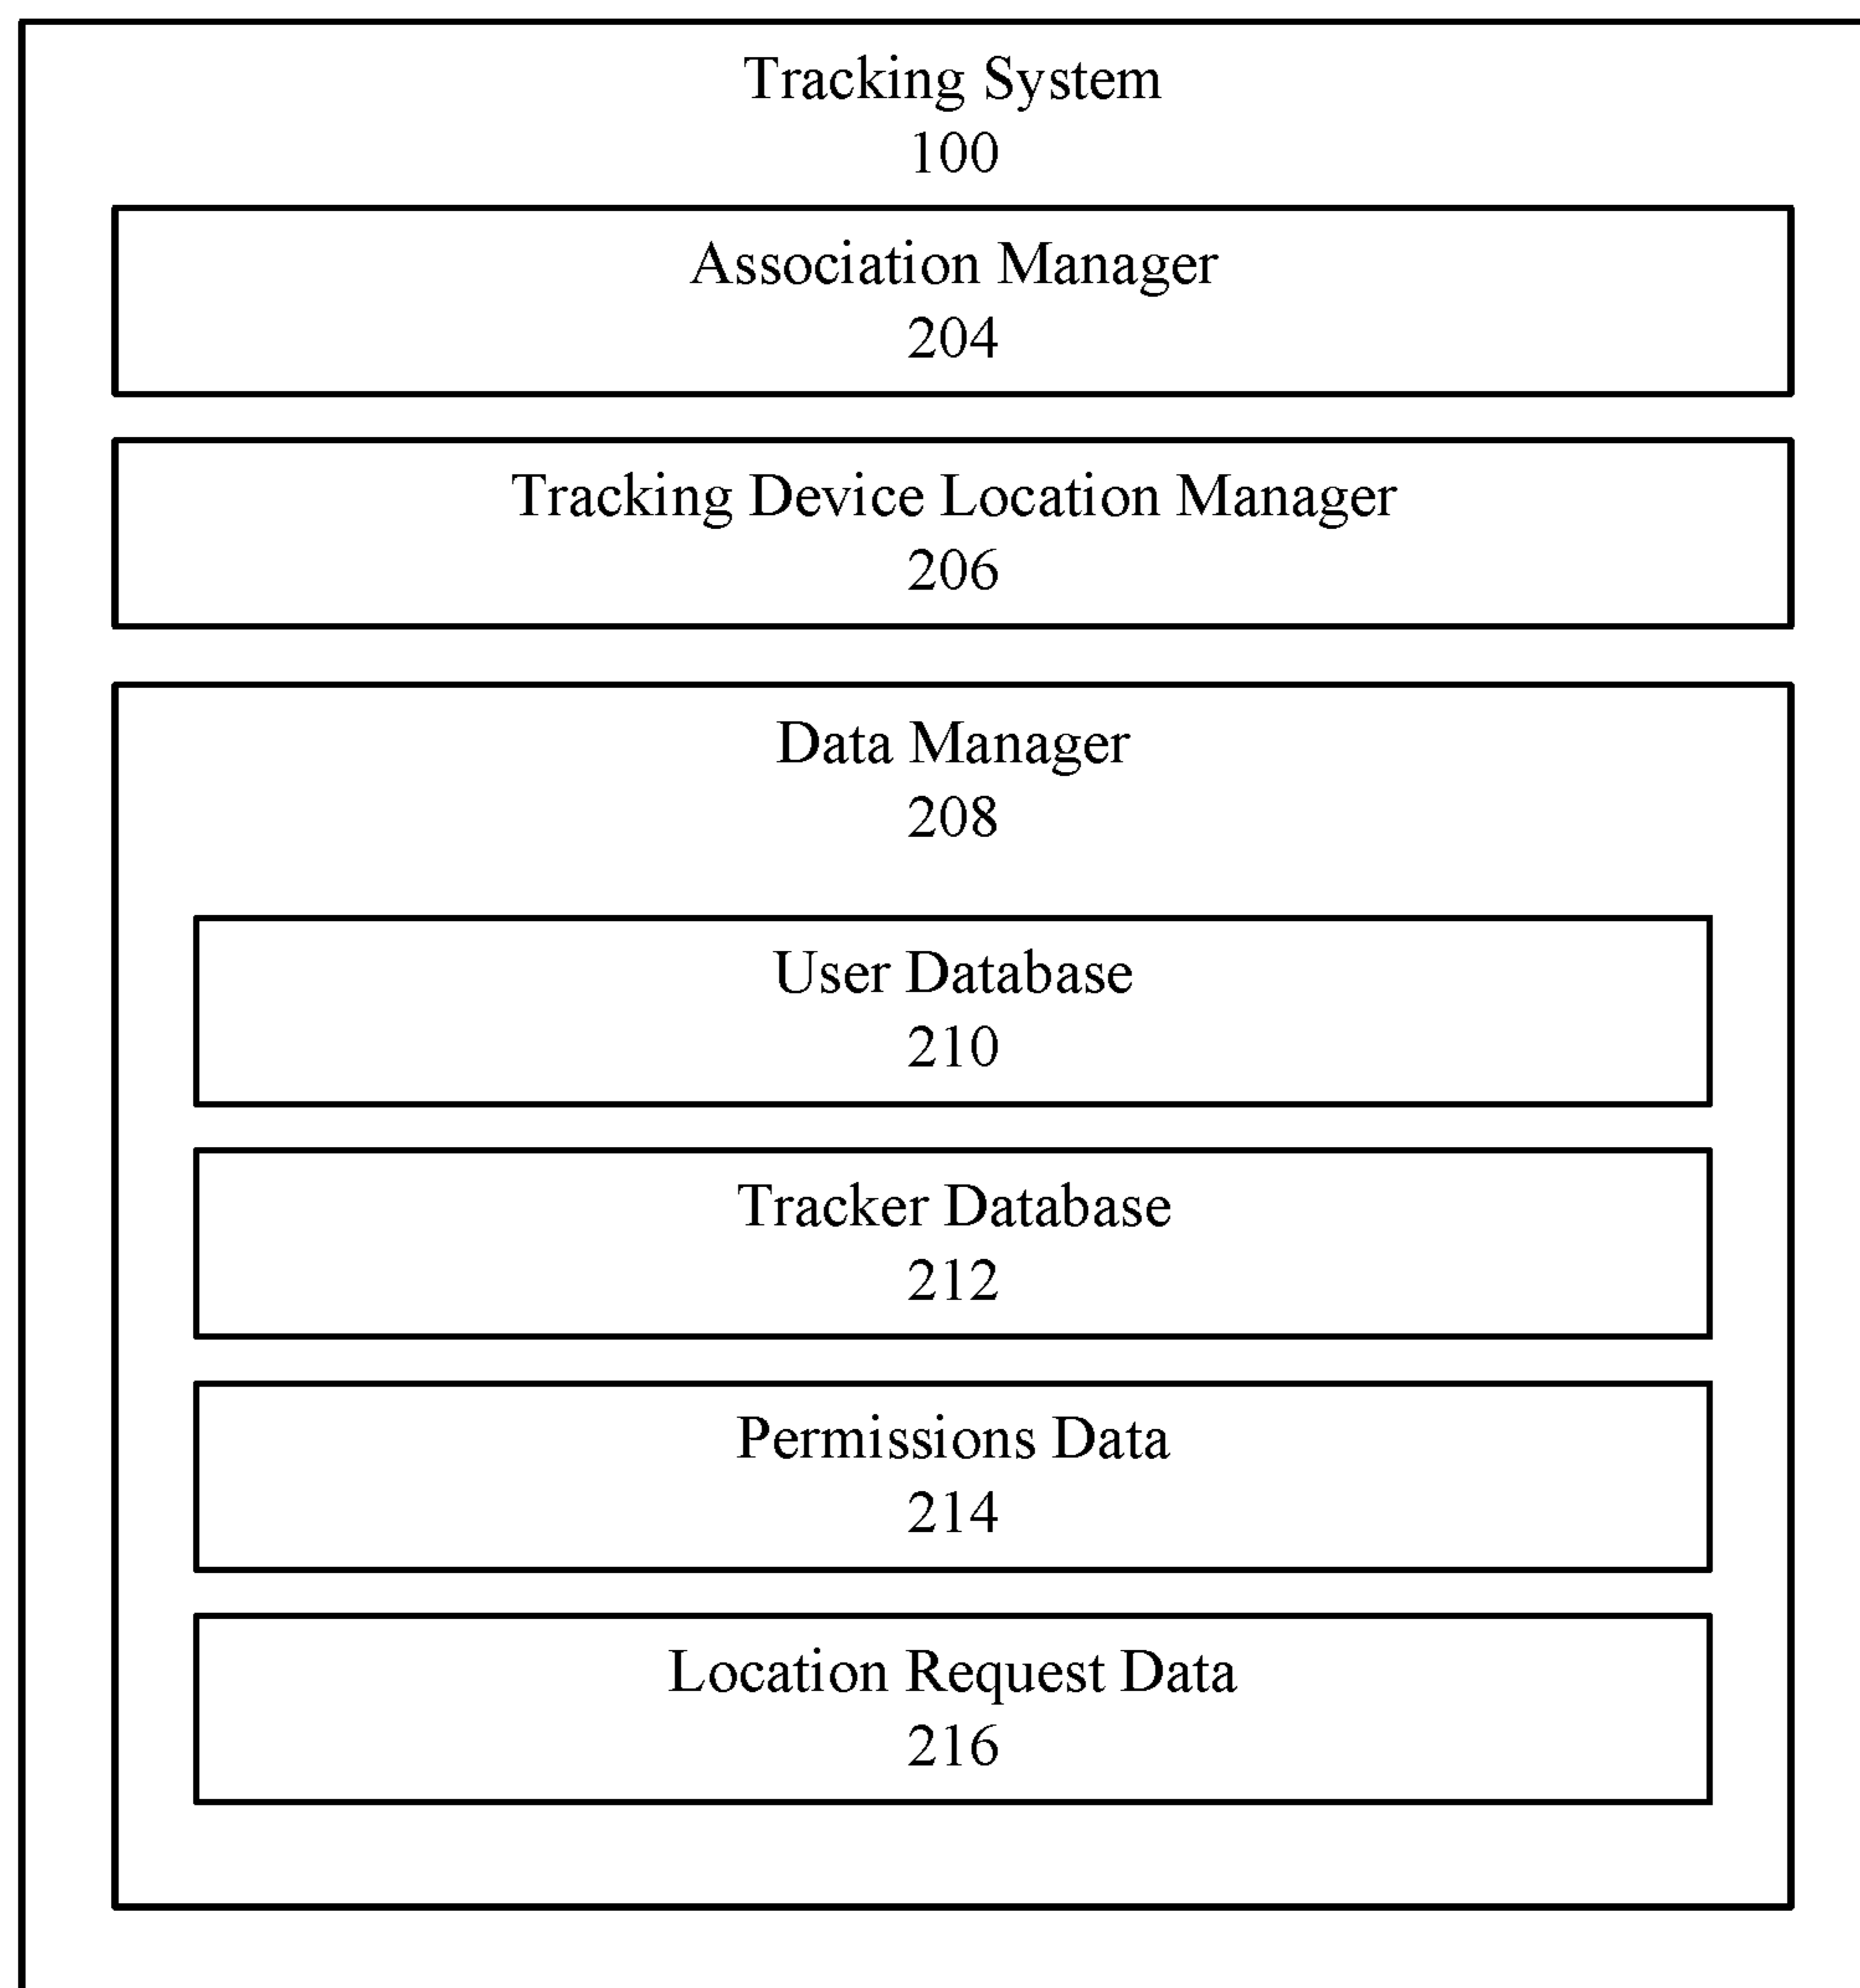 Tracking System
100
Association Manager
204
Tracking Device Location Manager
206
Data Manager
208
User Database
210
Tracker Database
212
Permissions Data
214
Location Request Data
216